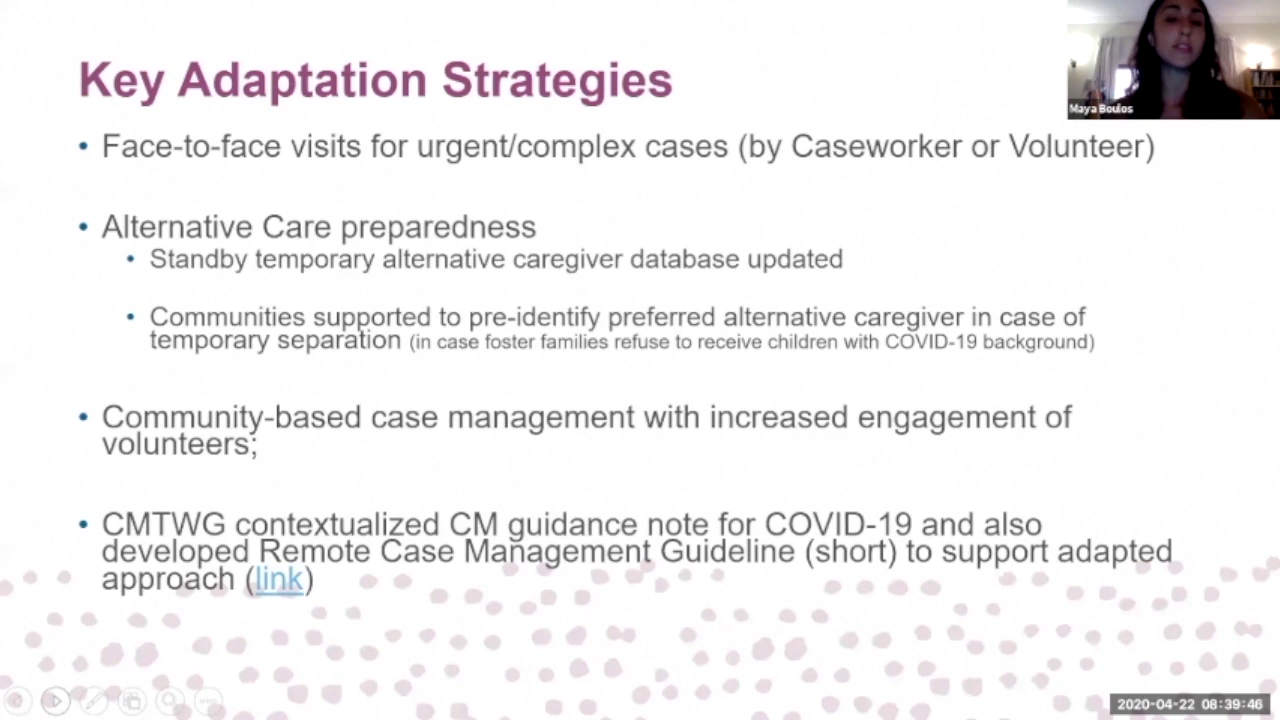 Key Adaptation Strategies
Maya Boulos
• Face-to-face visits for urgent/complex cases (by Caseworker or Volunteer)
• Alternative Care preparedness
• Standby temporary alternative caregiver database updated
• Communities supported to pre-identify preferred alternative caregiver in case of
temporary separation (in case foster families refuse to receive children with COVID-19 background)
• Community-based case management with increased engagement of
volunteers;
• CMTWG contextualized CM guidance note for COVID-19 and also
developed Remote Case Management Guideline (short) to support adapted
approach (link)
2020-04-22 08:39:46